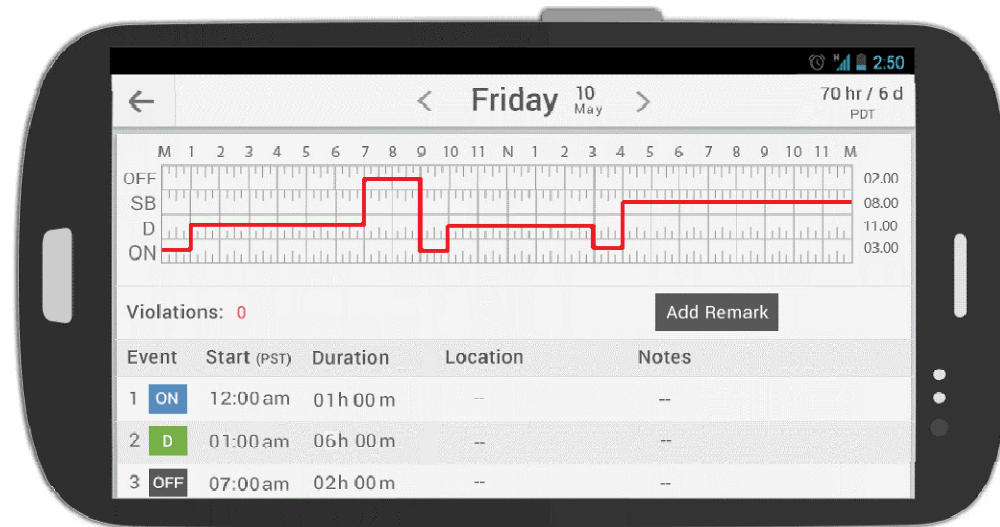 2:50
Friday 10 May 70 hr / 6 d
PDT
M 1 2 3 4 5 6 7 8 9 10 11 N 1 2 3 4 5 6 7 8 9 10 11 M
OFF 02.00
SB 08.00
D 11.00
ON 03.00
Violations: 0 Add Remark
Event Start (PST) Duration Location Notes
1 ON 12:00am 01h 00m -- --
2 D 01:00am 06h 00m -- --
3 OFF 07:00am 02h 00m -- --